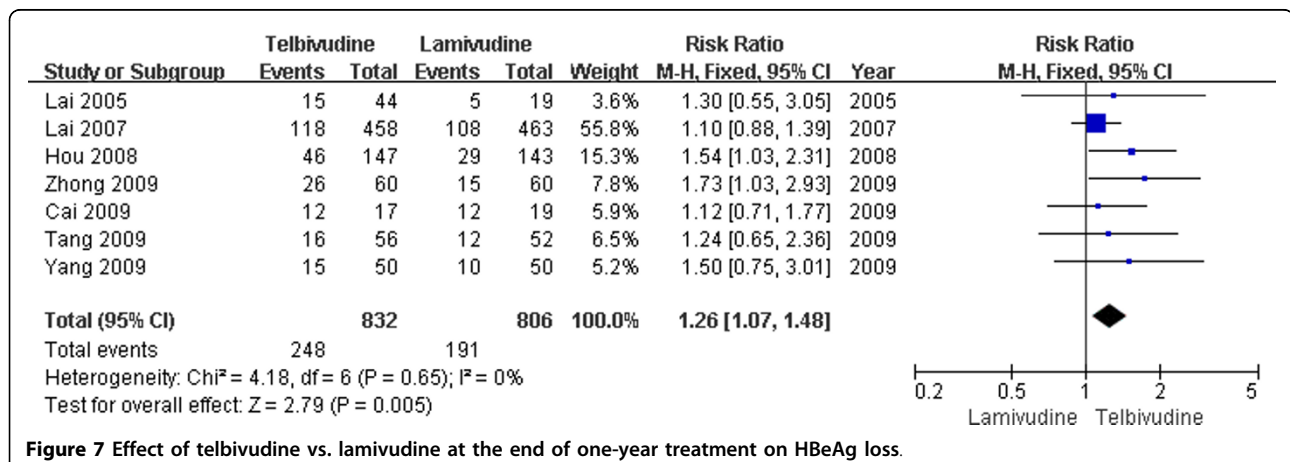 Telbivudine Lamivudine Risk Ratio Risk Ratio
Study or Subgroup Events Total Events Total Weight M-H, Fixed, 95% CI Year M-H, Fixed, 95% CI
Lai 2005 15 44 5 19 3.6% 1.30 [0.55, 3.05] 2005
Lai 2007 118 458 108 463 55.8% 1.10 [0.88, 1.39] 2007
Hou 2008 46 147 29 143 15.3% 1.54 [1.03, 2.31] 2008
Zhong 2009 26 60 15 60 7.8% 1.73 [1.03, 2.93] 2009
Cai 2009 12 17 12 19 5.9% 1.12 [0.71, 1.77] 2009
Tang 2009 16 56 12 52 6.5% 1.24 [0.65, 2.36] 2009
Yang 2009 15 50 10 50 5.2% 1.50 [0.75, 3.01] 2009
Total (95% CI) 832 806 100.0% 1.26 [1.07, 1.48]
Total events 248 191
Heterogeneity: Chi² = 4.18, df = 6 (P = 0.65); I² = 0%
Test for overall effect: Z = 2.79 (P = 0.005)
0.2 0.5 1 2 5
Lamivudine Telbivudine
Figure 7 Effect of telbivudine vs. lamivudine at the end of one-year treatment on HBeAg loss.